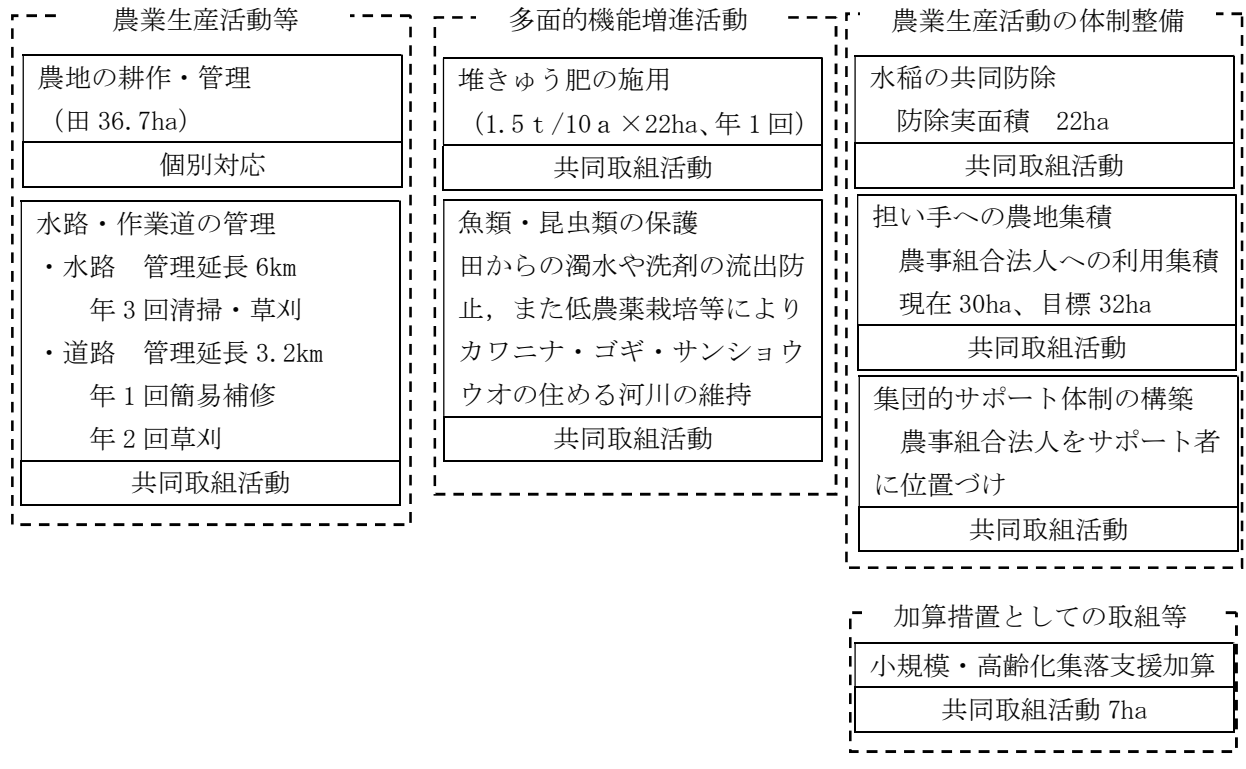 農業生産活動等
農地の耕作・管理
（田 36.7ha）
個別対応
水路・作業道の管理
・水路　管理延長 6km
年 3 回清掃・草刈
・道路　管理延長 3.2km
年 1 回簡易補修
年 2 回草刈
共同取組活動
多面的機能増進活動
堆きゅう肥の施用
（1.5ｔ/10ａ×22ha、年 1 回）
共同取組活動
魚類・昆虫類の保護
田からの濁水や洗剤の流出防
止，また低農薬栽培等により
カワニナ・ゴギ・サンショウ
ウオの住める河川の維持
共同取組活動
農業生産活動の体制整備
水稲の共同防除
防除実面積　22ha
共同取組活動
担い手への農地集積
農事組合法人への利用集積
現在 30ha、目標 32ha
共同取組活動
集団的サポート体制の構築
農事組合法人をサポート者
に位置づけ
共同取組活動
加算措置としての取組等
小規模・高齢化集落支援加算
共同取組活動 7ha